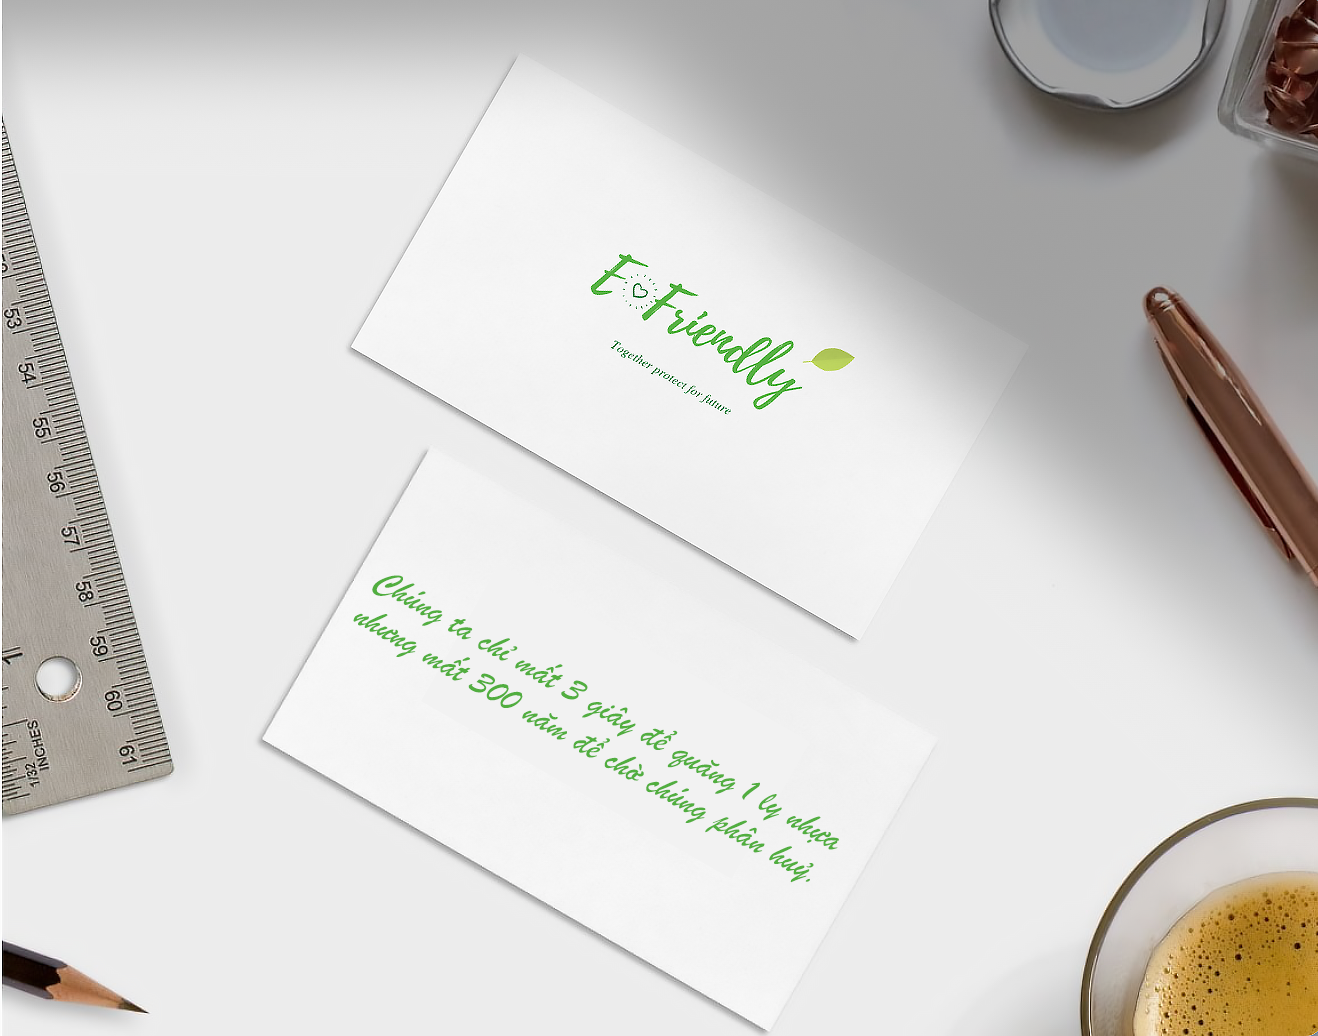 E Friendly
Together protect for future
Chúng ta chỉ mất 3 giây để quăng 1 ly nhựa
nhưng mất 300 năm để chờ chúng phân huỷ.
53
54
55
56
57
58
59
60
61
1/32
INCHES